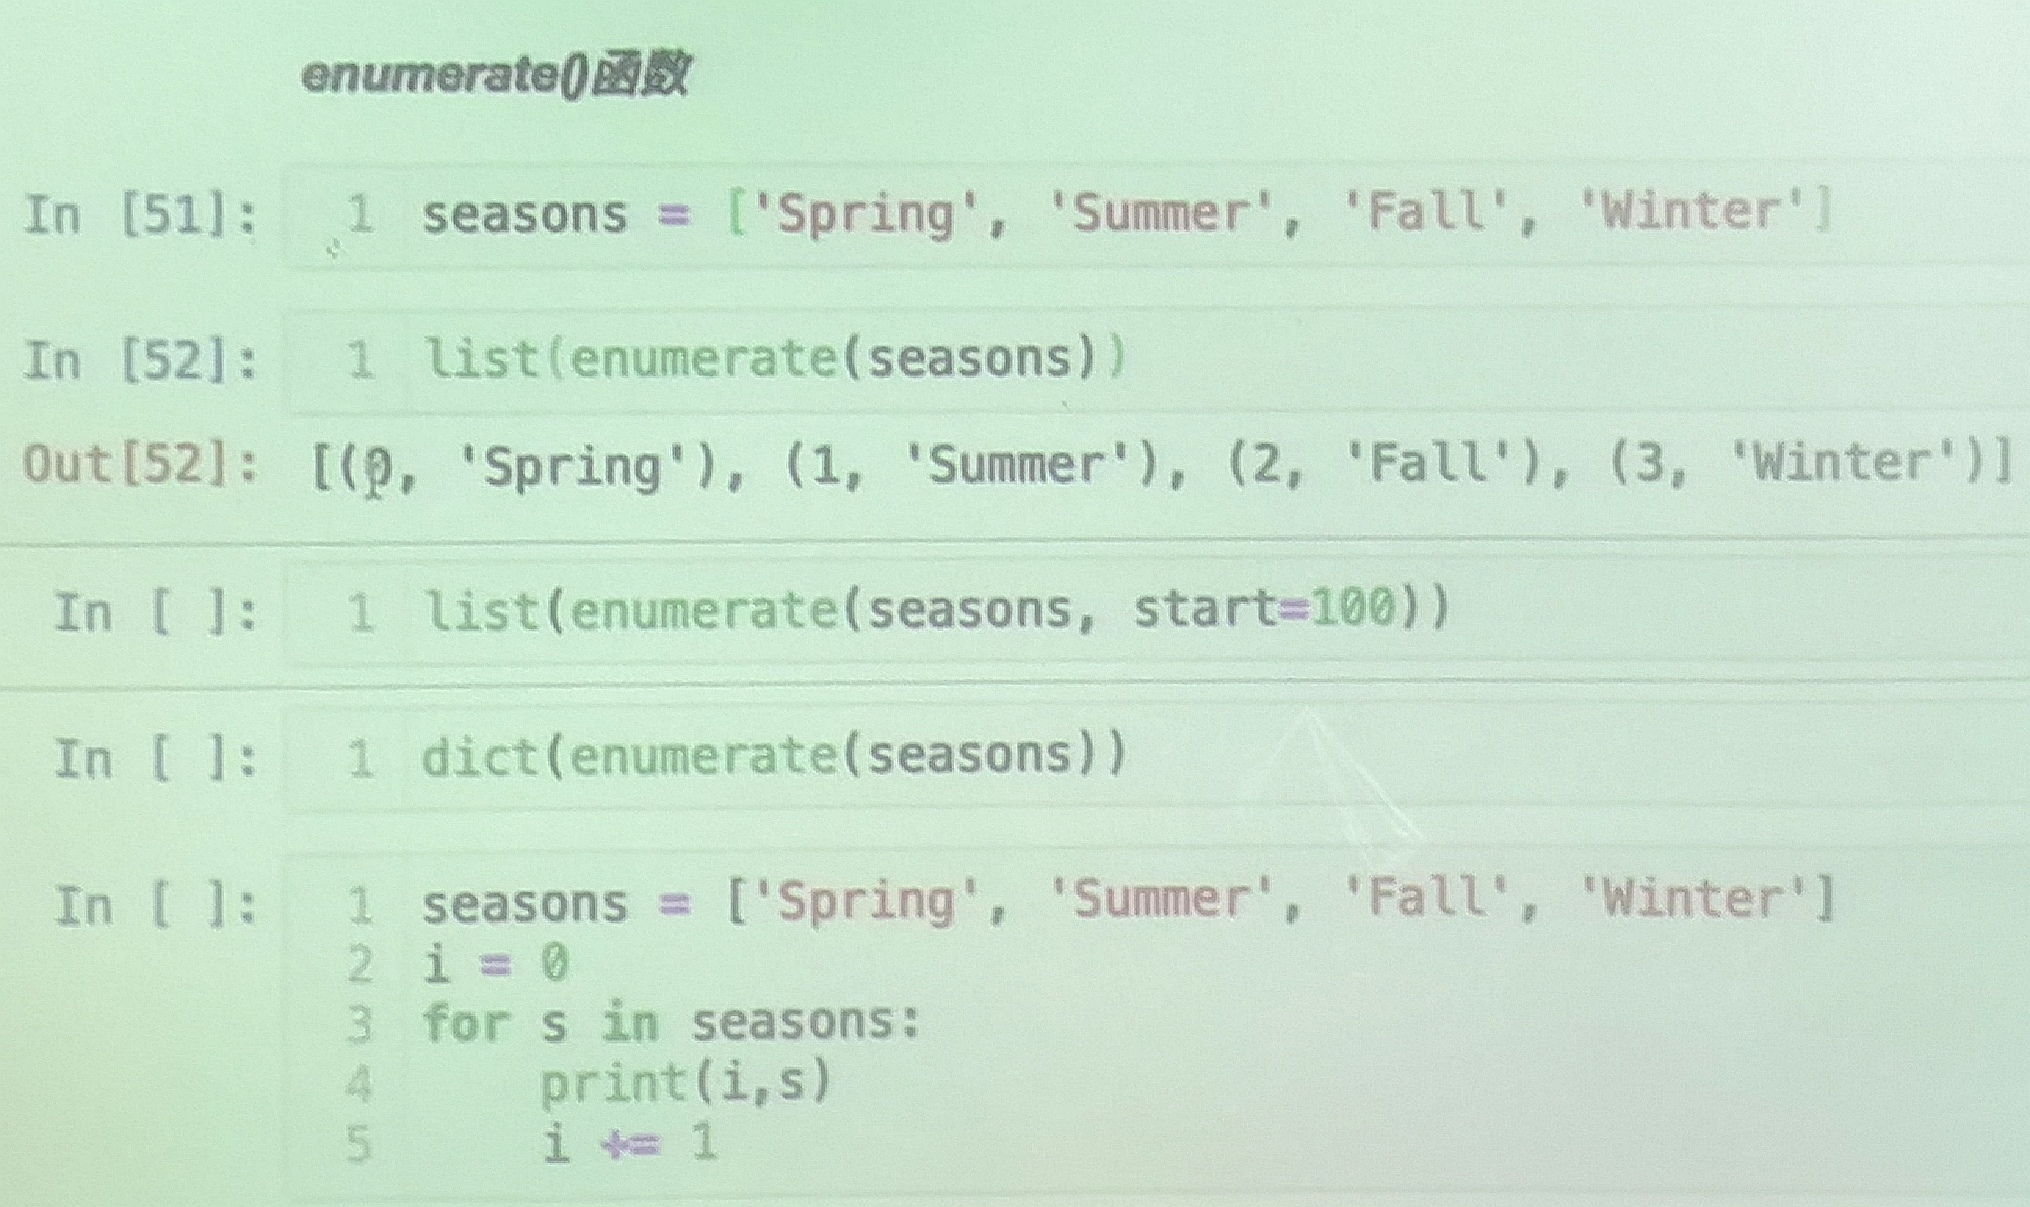 enumerate()函数
In [51]: 1 seasons = ['Spring', 'Summer', 'Fall', 'Winter']
In [52]: 1 list(enumerate(seasons))
Out[52]: [(0, 'Spring'), (1, 'Summer'), (2, 'Fall'), (3, 'Winter')]
In [ ]: 1 list(enumerate(seasons, start=100))
In [ ]: 1 dict(enumerate(seasons))
In [ ]: 1 seasons = ['Spring', 'Summer', 'Fall', 'Winter']
2 i = 0
3 for s in seasons:
4     print(i,s)
5     i += 1